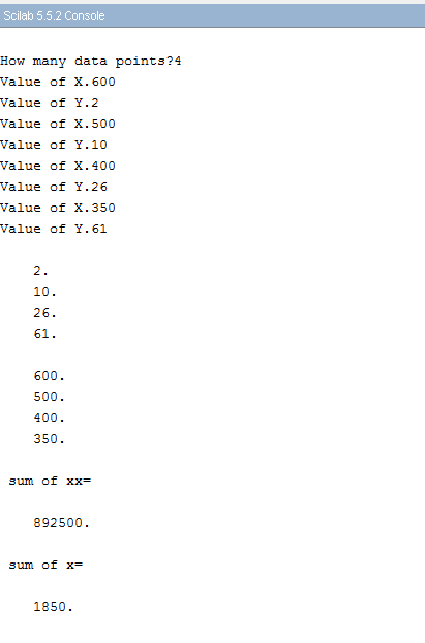 Scilab 5.5.2 Console
How many data points?4
Value of X.600
Value of Y.2
Value of X.500
Value of Y.10
Value of X.400
Value of Y.26
Value of X.350
Value of Y.61
2.
10.
26.
61.
600.
500.
400.
350.
sum of xx=
892500.
sum of x=
1850.